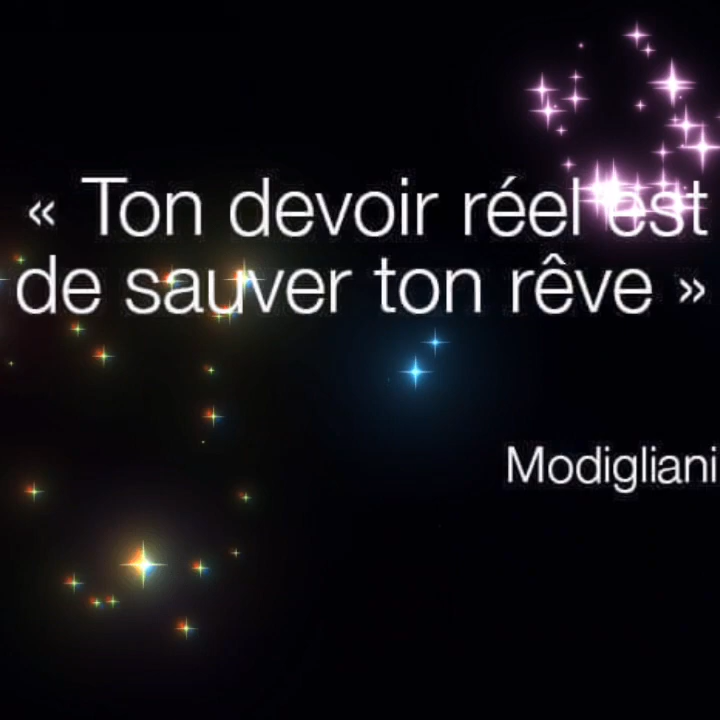 « Ton devoir réel est
de sauver ton rêve »
Modigliani